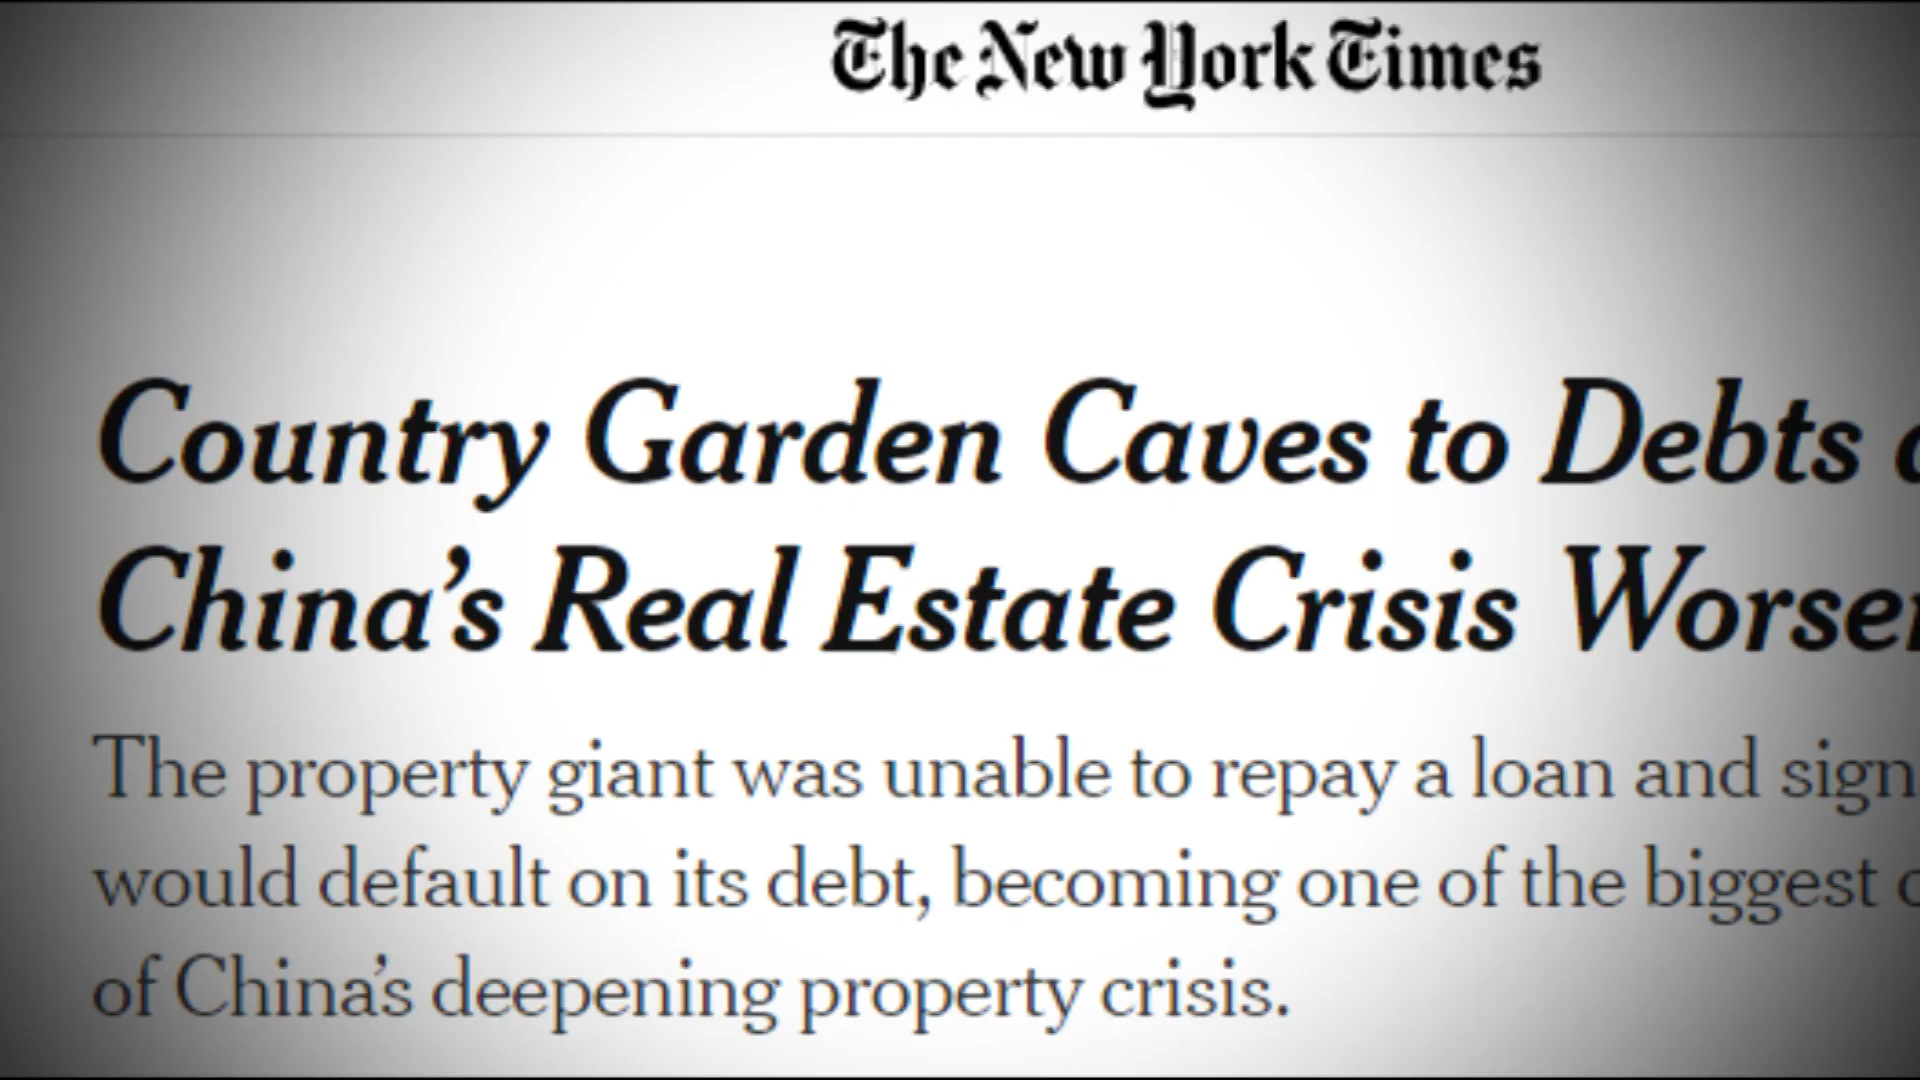 The New York Times
Country Garden Caves to Debts
China’s Real Estate Crisis
The property giant was unable to repay a loan and
would default on its debt, becoming one of the biggest
of China’s deepening property crisis.